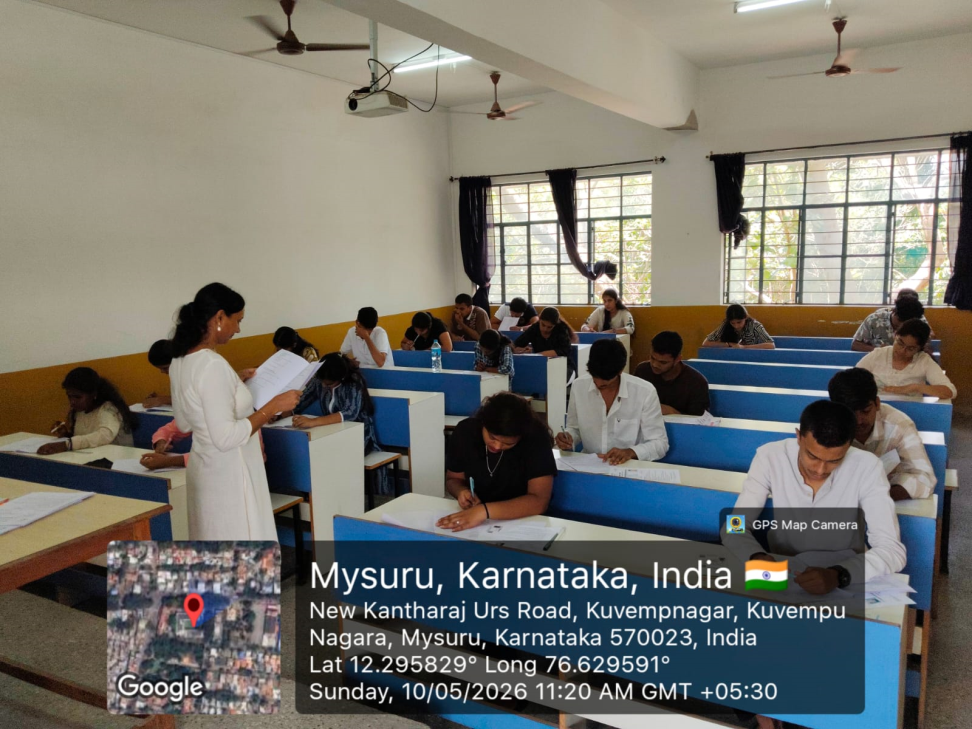 GPS Map Camera
Mysuru, Karnataka, India 🇮🇳
New Kantharaj Urs Road, Kuvempnagar, Kuvempu
Nagara, Mysuru, Karnataka 570023, India
Lat 12.295829° Long 76.629591°
Sunday, 10/05/2026 11:20 AM GMT +05:30
Google